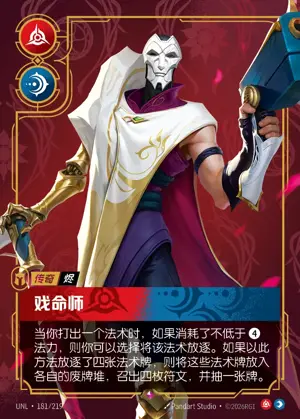 传奇 烬
戏命师
当你打出一个法术时，如果消耗了不低于 4
法力，则你可以选择将该法术放逐。如果以此
方法放逐了四张法术牌，则将这些法术牌放入
各自的废牌堆，召出四枚符文，并抽一张牌。
UNL • 181/219
Pandart Studio • ©2026RGI